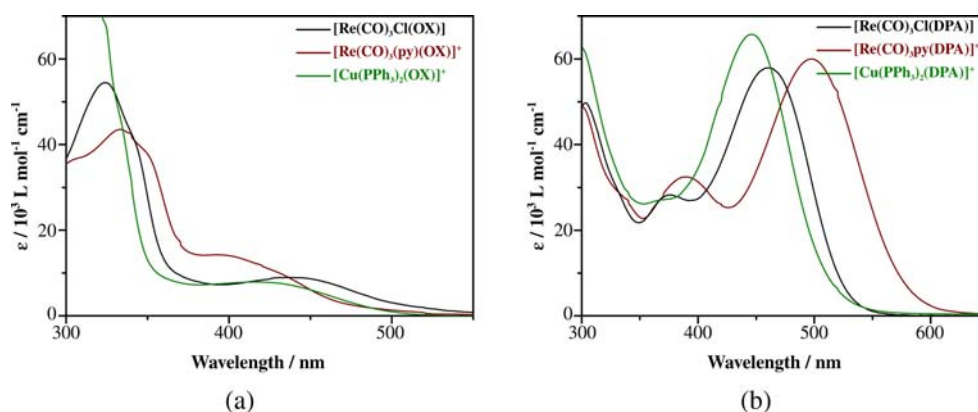 [Re(CO)₃Cl(OX)]
[Re(CO)₃(py)(OX)]⁺
[Cu(PPh₃)₂(OX)]⁺
60
40
20
0
ε / 10³ L mol⁻¹ cm⁻¹
300
400
500
Wavelength / nm
(a)
[Re(CO)₃Cl(DPA)]
[Re(CO)₃py(DPA)]⁺
[Cu(PPh₃)₂(DPA)]⁺
60
40
20
0
ε / 10³ L mol⁻¹ cm⁻¹
300
400
500
600
Wavelength / nm
(b)